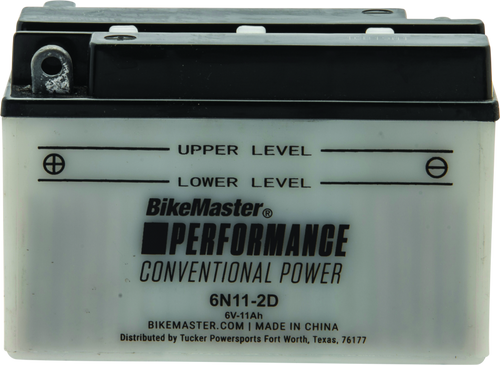 UPPER LEVEL
LOWER LEVEL
BikeMaster®
PERFORMANCE
CONVENTIONAL POWER
6N11-2D
6V-11Ah
BIKEMASTER.COM | MADE IN CHINA
Distributed by Tucker Powersports Fort Worth, Texas, 76177